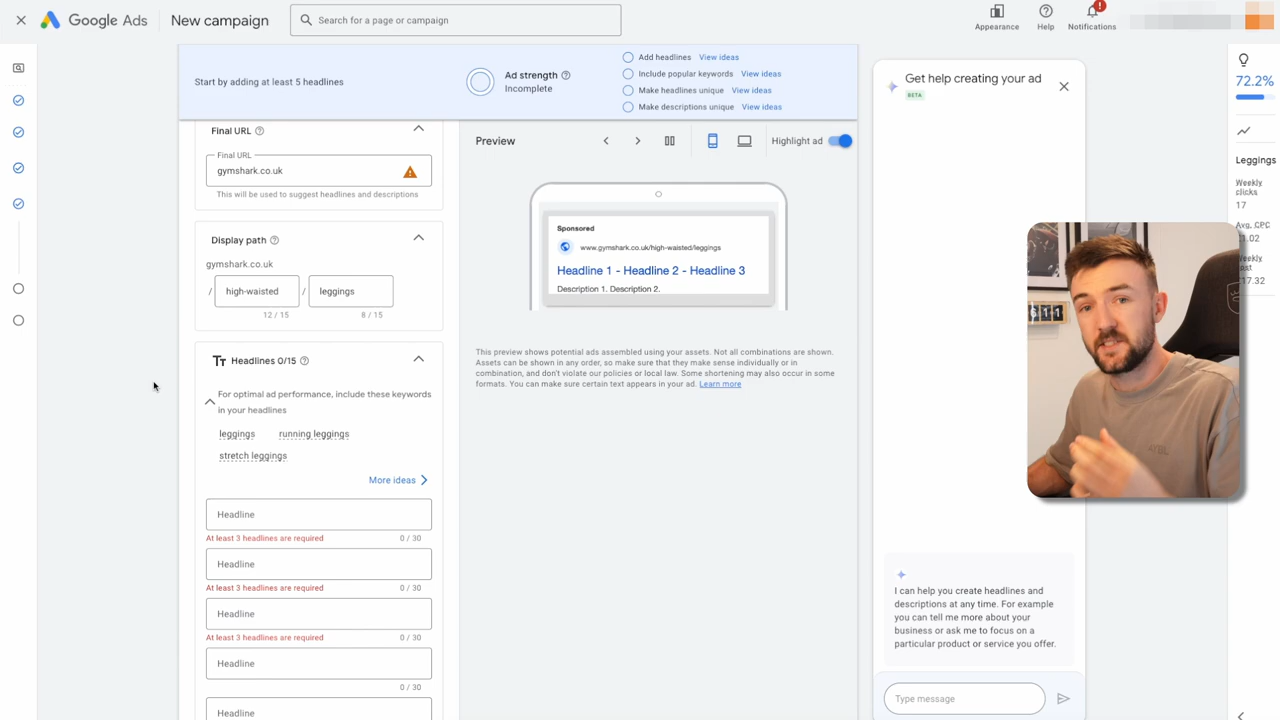 Google Ads
New campaign
Search for a page or campaign
Appearance
Help
Notifications
Start by adding at least 5 headlines
Ad strength
Incomplete
Add headlines View ideas
Include popular keywords View ideas
Make headlines unique View ideas
Make descriptions unique View ideas
Final URL
Final URL
gymshark.co.uk
This will be used to suggest headlines and descriptions
Display path
gymshark.co.uk
/ high-waisted / leggings
12 / 15 8 / 15
Headlines 0/15
For optimal ad performance, include these keywords
in your headlines
leggings running leggings
stretch leggings
More ideas
Headline
At least 3 headlines are required 0 / 30
Headline
At least 3 headlines are required 0 / 30
Headline
At least 3 headlines are required 0 / 30
Headline
0 / 30
Headline
Preview
Highlight ad
Sponsored
www.gymshark.co.uk/high-waisted/leggings
Headline 1 - Headline 2 - Headline 3
Description 1. Description 2.
This preview shows potential ads assembled using your assets. Not all combinations are shown.
Assets can be shown in any order, so make sure that they make sense individually or in
combination, and don't violate our policies or local law. Some shortening may also occur in some
formats. You can make sure certain text appears in your ad. Learn more
Get help creating your ad
BETA
I can help you create headlines and
descriptions at any time. For example
you can tell me more about your
business or ask me to focus on a
particular product or service you offer.
Type message
72.2%
Leggings
Weekly
clicks
17
Avg. CPC
1.02
cost
17.32